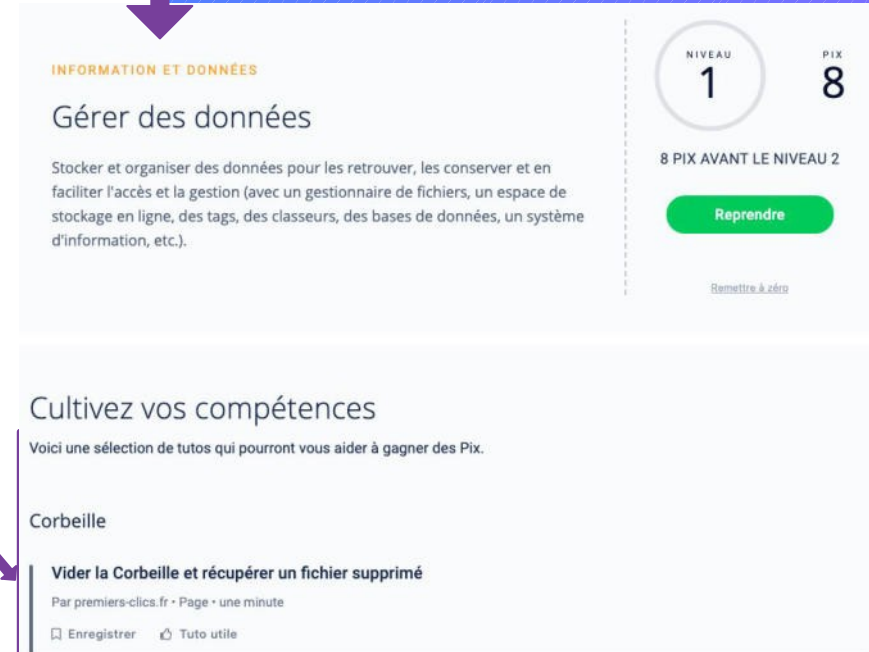 INFORMATION ET DONNÉES
Gérer des données
Stocker et organiser des données pour les retrouver, les conserver et en
faciliter l'accès et la gestion (avec un gestionnaire de fichiers, un espace de
stockage en ligne, des tags, des classeurs, des bases de données, un système
d'information, etc.).
NIVEAU
1
PIX
8
8 PIX AVANT LE NIVEAU 2
Reprendre
Remettre à zéro
Cultivez vos compétences
Voici une sélection de tutos qui pourront vous aider à gagner des Pix.
Corbeille
Vider la Corbeille et récupérer un fichier supprimé
Par premiers-clics.fr • Page • une minute
Enregistrer Tuto utile